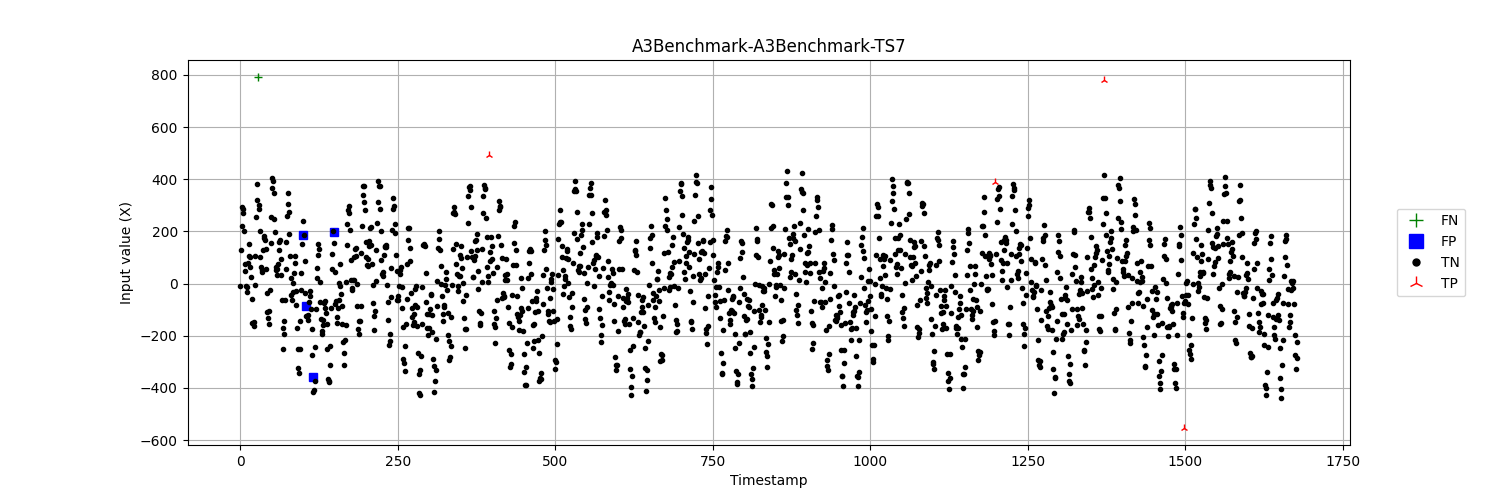 A3Benchmark-A3Benchmark-TS7
800
600
400
200
0
−200
−400
−600
Input value (X)
0 250 500 750 1000 1250 1500 1750
Timestamp
FN
FP
TN
TP